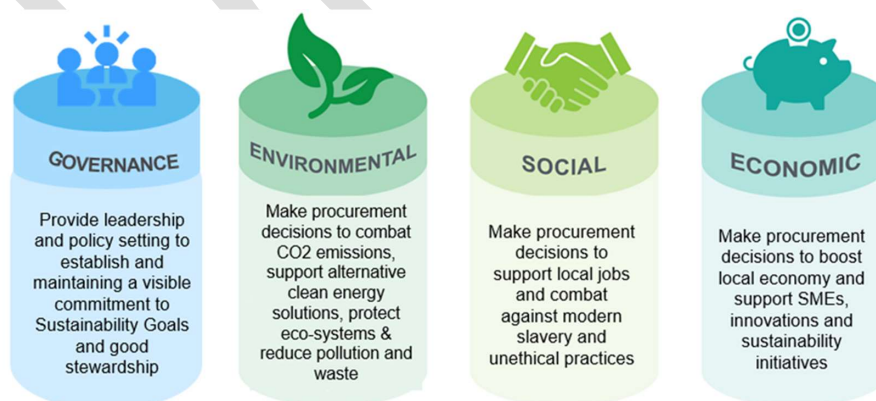 GOVERNANCE
Provide leadership
and policy setting to
establish and
maintaining a visible
commitment to
Sustainability Goals
and good
stewardship
ENVIRONMENTAL
Make procurement
decisions to combat
CO2 emissions,
support alternative
clean energy
solutions, protect
eco-systems &
reduce pollution and
waste
SOCIAL
Make procurement
decisions to
support local jobs
and combat
against modern
slavery and
unethical practices
ECONOMIC
Make procurement
decisions to boost
local economy and
support SMEs,
innovations and
sustainability
initiatives